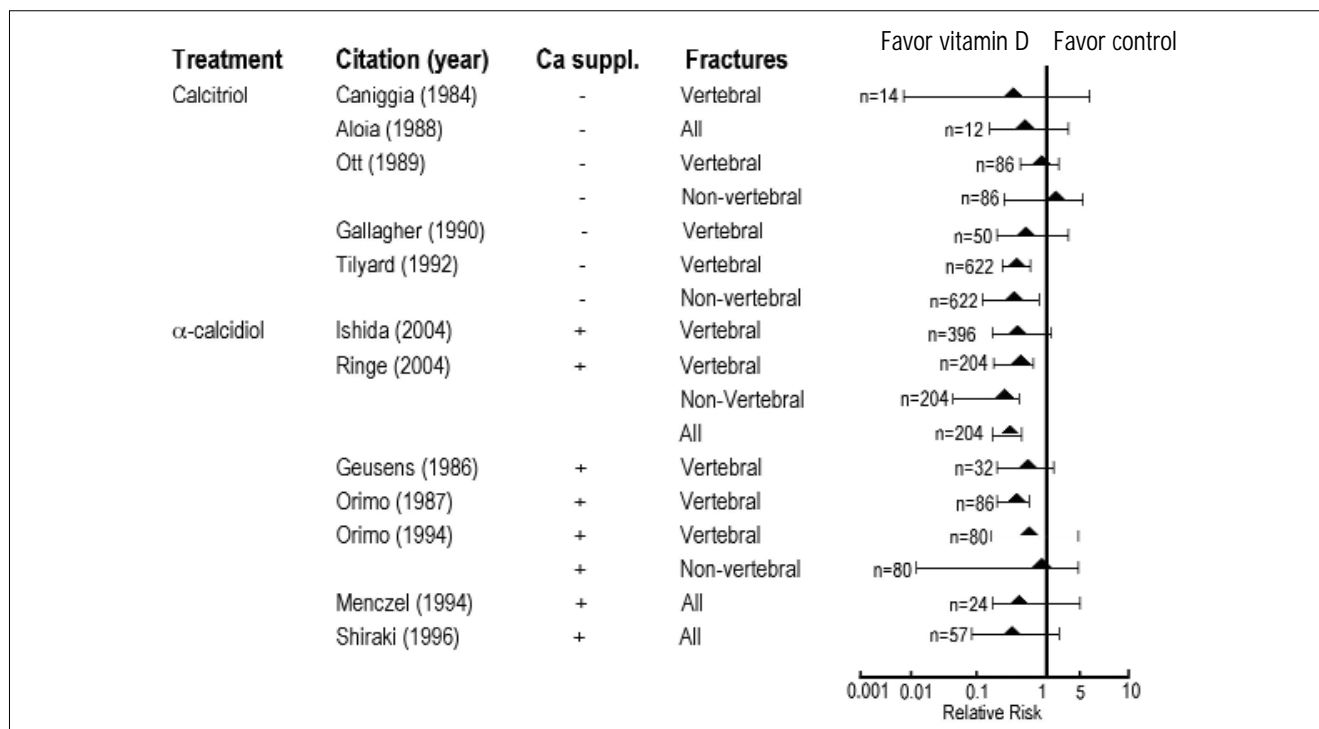 Favor vitamin D Favor control
Treatment Citation (year) Ca suppl. Fractures
Calcitriol Caniggia (1984) - Vertebral n=14
Aloia (1988) - All n=12
Ott (1989) - Vertebral n=86
- Non-vertebral n=86
Gallagher (1990) - Vertebral n=50
Tilyard (1992) - Vertebral n=622
- Non-vertebral n=622
α-calcidiol Ishida (2004) + Vertebral n=396
Ringe (2004) + Vertebral n=204
Non-Vertebral n=204
All n=204
Geusens (1986) + Vertebral n=32
Orimo (1987) + Vertebral n=86
Orimo (1994) + Vertebral n=80
+ Non-vertebral n=80
Menczel (1994) + All n=24
Shiraki (1996) + All n=57
0.001 0.01 0.1 1 5 10
Relative Risk